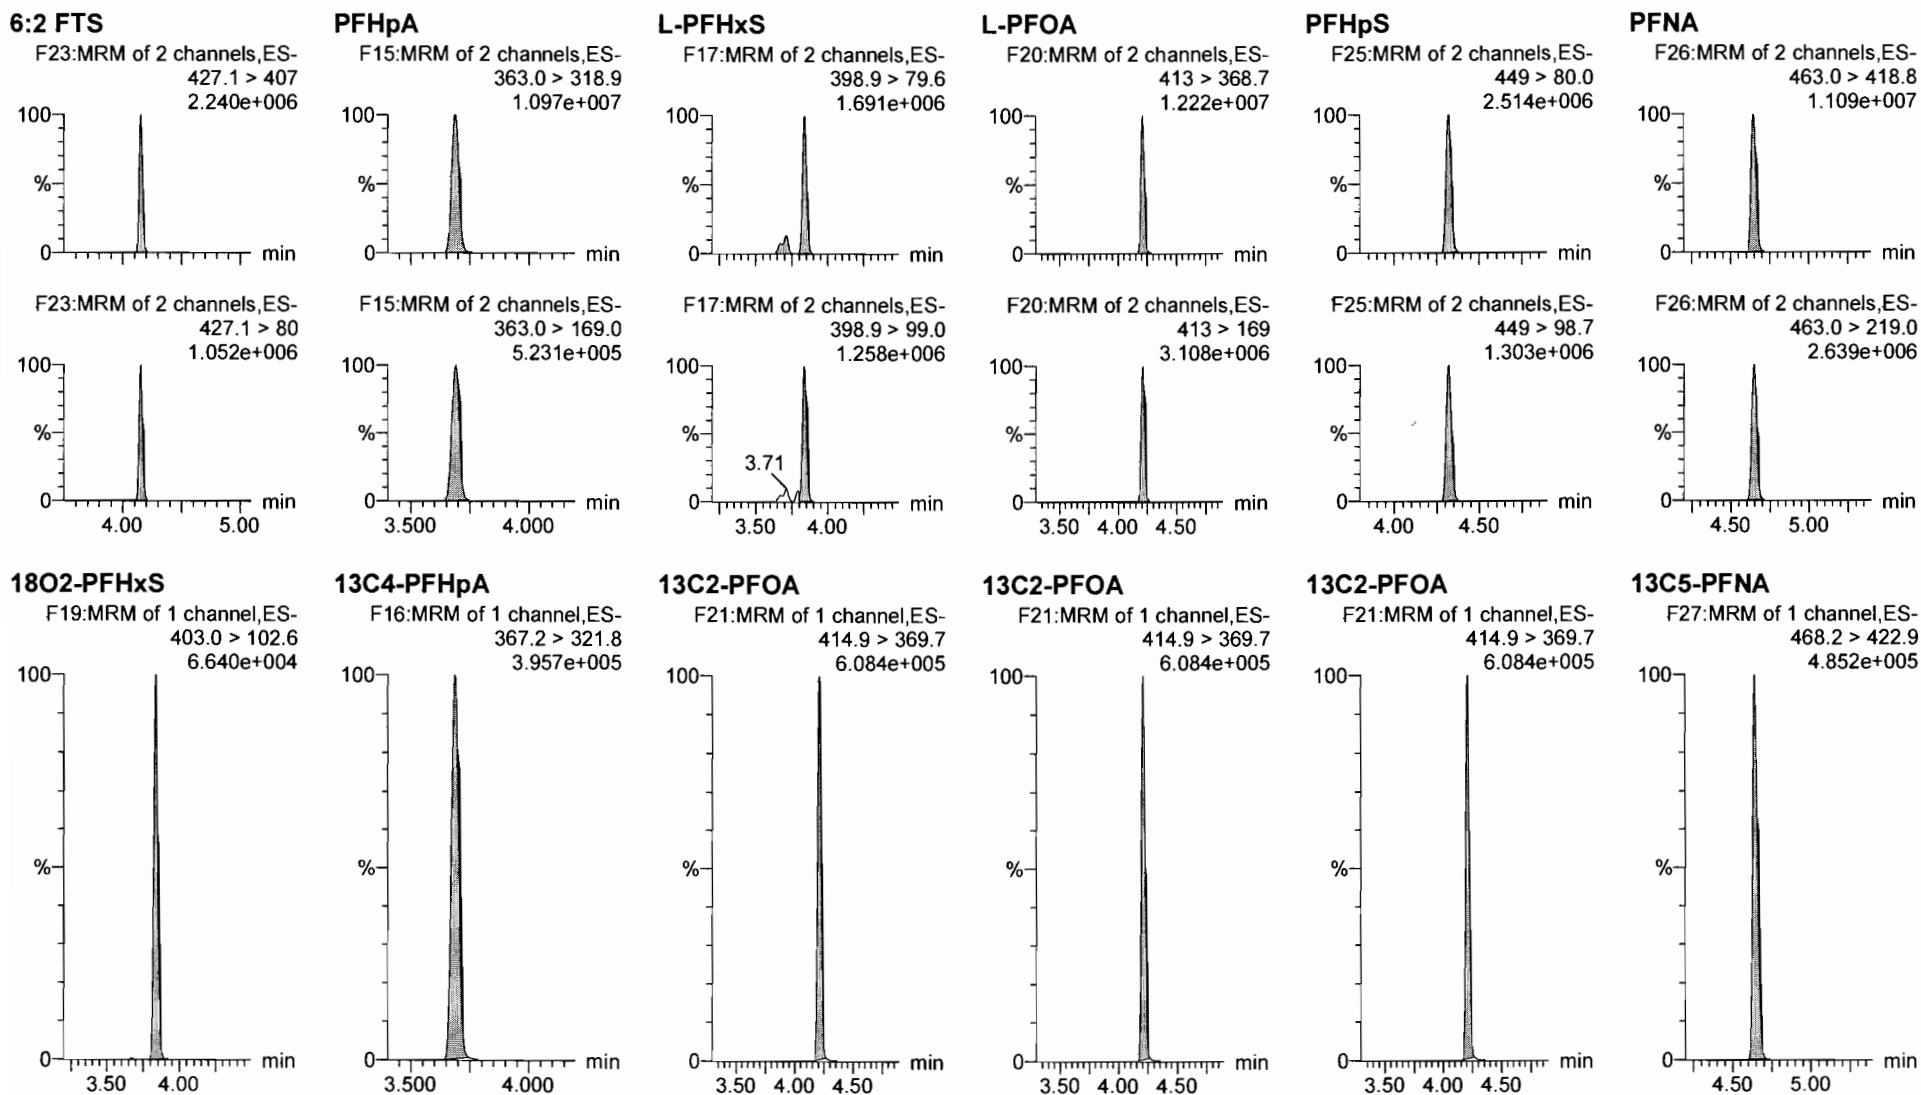 6:2 FTS
F23:MRM of 2 channels,ES-
427.1 > 407
2.240e+006
100
%
0
min
PFHpA
F15:MRM of 2 channels,ES-
363.0 > 318.9
1.097e+007
100
%
0
min
L-PFHxS
F17:MRM of 2 channels,ES-
398.9 > 79.6
1.691e+006
100
%
0
min
L-PFOA
F20:MRM of 2 channels,ES-
413 > 368.7
1.222e+007
100
%
0
min
PFHpS
F25:MRM of 2 channels,ES-
449 > 80.0
2.514e+006
100
%
0
min
PFNA
F26:MRM of 2 channels,ES-
463.0 > 418.8
1.109e+007
100
%
0
min
F23:MRM of 2 channels,ES-
427.1 > 80
1.052e+006
100
%
0
min
4.00 5.00
F15:MRM of 2 channels,ES-
363.0 > 169.0
5.231e+005
100
%
0
min
3.500 4.000
F17:MRM of 2 channels,ES-
398.9 > 99.0
1.258e+006
100
%
3.71
0
min
3.50 4.00
F20:MRM of 2 channels,ES-
413 > 169
3.108e+006
100
%
0
min
3.50 4.00 4.50
F25:MRM of 2 channels,ES-
449 > 98.7
1.303e+006
100
%
0
min
4.00 4.50
F26:MRM of 2 channels,ES-
463.0 > 219.0
2.639e+006
100
%
0
min
4.50 5.00
18O2-PFHxS
F19:MRM of 1 channel,ES-
403.0 > 102.6
6.640e+004
100
%
0
min
3.50 4.00
13C4-PFHpA
F16:MRM of 1 channel,ES-
367.2 > 321.8
3.957e+005
100
%
0
min
3.500 4.000
13C2-PFOA
F21:MRM of 1 channel,ES-
414.9 > 369.7
6.084e+005
100
%
0
min
3.50 4.00 4.50
13C2-PFOA
F21:MRM of 1 channel,ES-
414.9 > 369.7
6.084e+005
100
%
0
min
3.50 4.00 4.50
13C2-PFOA
F21:MRM of 1 channel,ES-
414.9 > 369.7
6.084e+005
100
%
0
min
3.50 4.00 4.50
13C5-PFNA
F27:MRM of 1 channel,ES-
468.2 > 422.9
4.852e+005
100
%
0
min
4.50 5.00